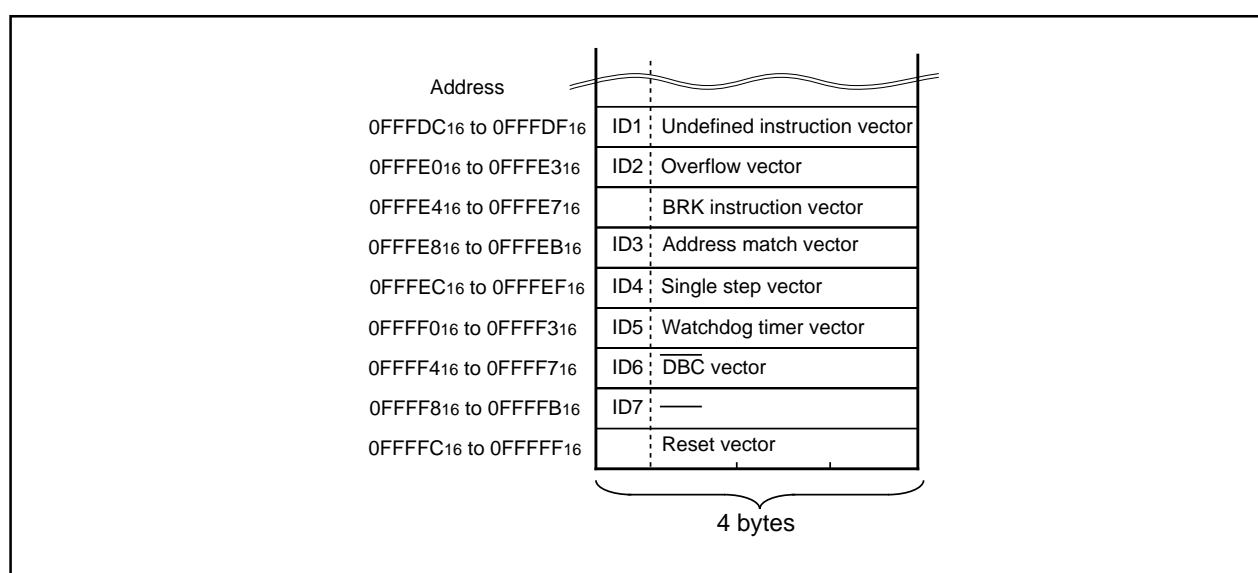 Address
0FFFDC16 to 0FFFDF16 ID1 Undefined instruction vector
0FFFE016 to 0FFFE316 ID2 Overflow vector
0FFFE416 to 0FFFE716 BRK instruction vector
0FFFE816 to 0FFFEB16 ID3 Address match vector
0FFFEC16 to 0FFFEF16 ID4 Single step vector
0FFFF016 to 0FFFF316 ID5 Watchdog timer vector
0FFFF416 to 0FFFF716 ID6 DBC vector
0FFFF816 to 0FFFFB16 ID7 —
0FFFFC16 to 0FFFFF16 Reset vector
4 bytes